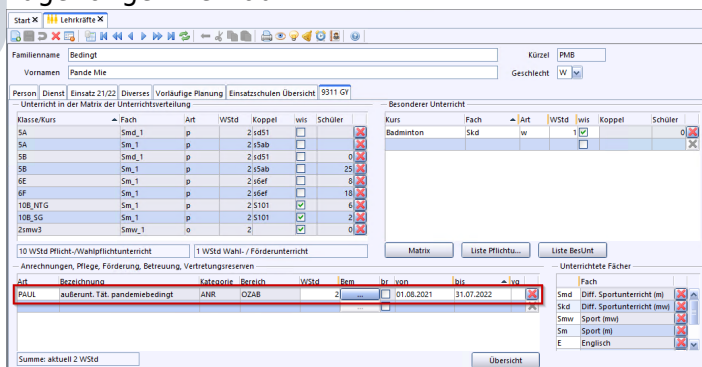 Start X Lehrkräfte X
Familienname Bedingt Kürzel PMB
Vornamen Pande Mie Geschlecht W
Person Dienst Einsatz 21/22 Diverses Vorläufige Planung Einsatzschulen Übersicht 9311 GY
Unterricht in der Matrix der Unterrichtsverteilung
Klasse/Kurs Fach Art WStd Koppel wis Schüler
5A Smd_1 p 2 sd51
5A Sm_1 p 2 s5ab
5B Smd_1 p 2 sd51 0
5B Sm_1 p 2 s5ab 25
6E Sm_1 p 2 s6ef 8
6F Sm_1 p 2 s6ef 18
10B_NTG Sm_1 p 2 S101 6
10B_SG Sm_1 p 2 S101 2
2smw3 Smw_1 o 2 0
10 WStd Pflicht-/Wahlpflichtunterricht 1 WStd Wahl- / Förderunterricht
Besonderer Unterricht
Kurs Fach Art WStd wis Koppel Schüler
Badminton Skd w 1 0
Matrix Liste Pflichtu... Liste BesUnt
Anrechnungen, Pflege, Förderung, Betreuung, Vertretungsreserven
Art Bezeichnung Kategorie Bereich WStd Bem br von bis vg
PAUL außerunt. Tät. pandemiebedingt ANR OZAB 2 ... 01.08.2021 31.07.2022
...
Summe: aktuell 2 WStd Übersicht
Unterrichtete Fächer
Fach
Smd Diff. Sportunterricht (m)
Skd Diff. Sportunterricht (mw)
Smw Sport (mw)
Sm Sport (m)
E Englisch